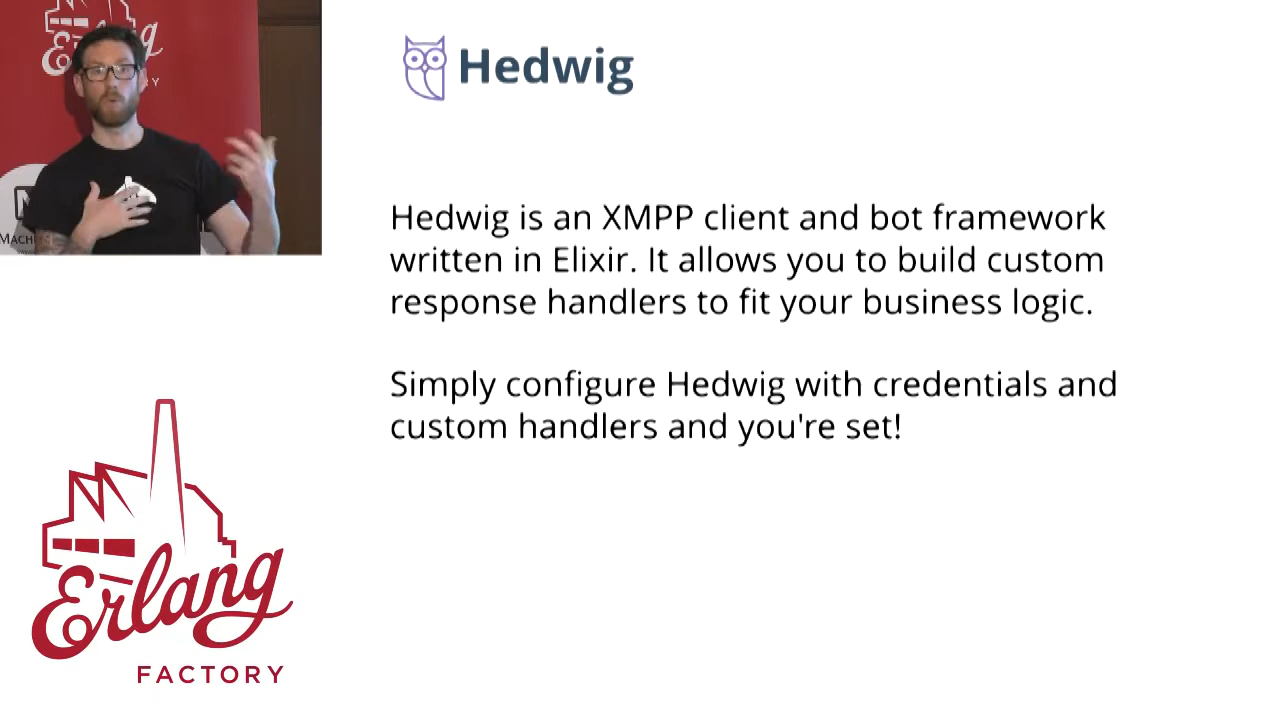 Hedwig
Hedwig is an XMPP client and bot framework
written in Elixir. It allows you to build custom
response handlers to fit your business logic.
Simply configure Hedwig with credentials and
custom handlers and you're set!
Erlang
FACTORY